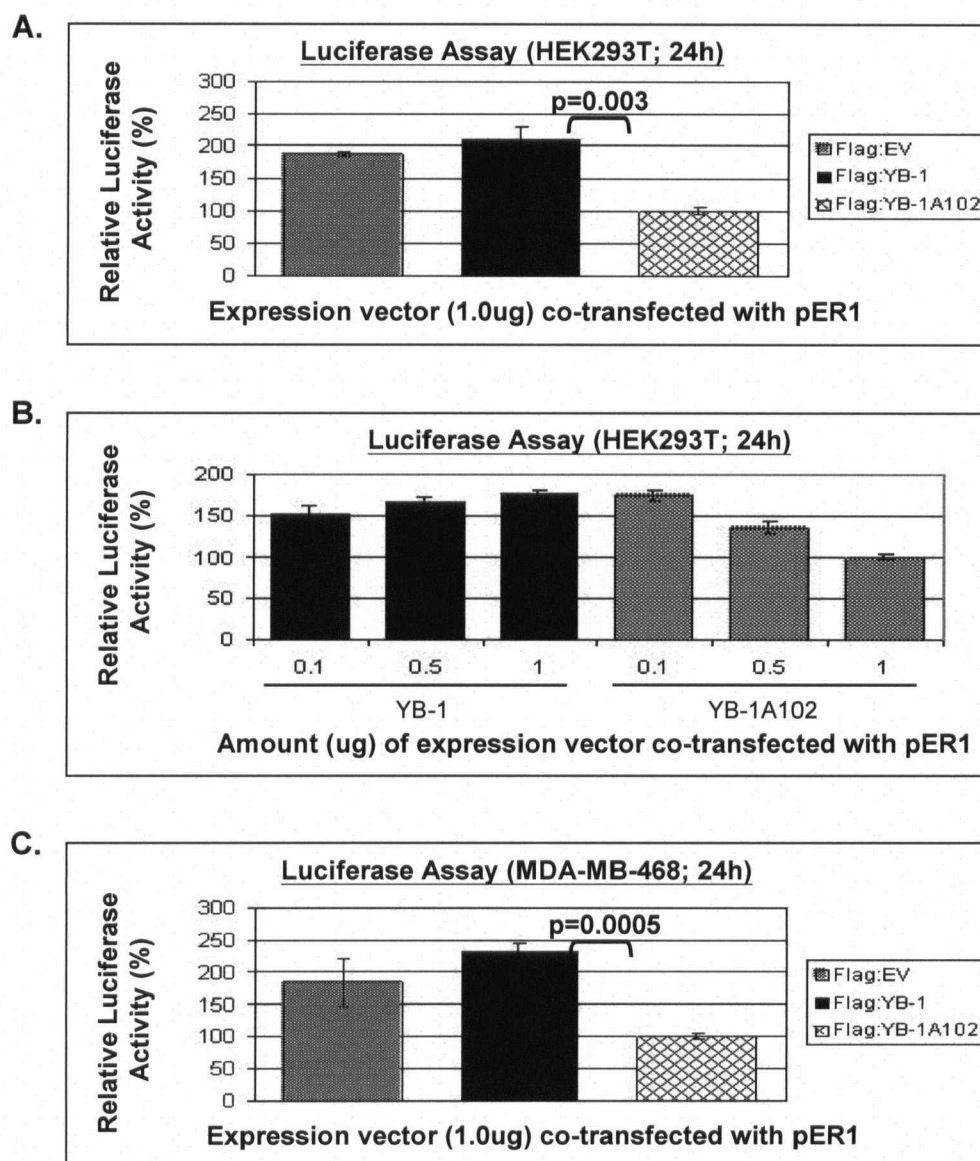 A.
Luciferase Assay (HEK293T; 24h)
Relative Luciferase
Activity (%)
300
250
200
150
100
50
0
p=0.003
Flag:EV
Flag:YB-1
Flag:YB-1A102
Expression vector (1.0ug) co-transfected with pER1
B.
Luciferase Assay (HEK293T; 24h)
Relative Luciferase
Activity (%)
200
150
100
50
0
0.1 0.5 1 0.1 0.5 1
YB-1 YB-1A102
Amount (ug) of expression vector co-transfected with pER1
C.
Luciferase Assay (MDA-MB-468; 24h)
Relative Luciferase
Activity (%)
300
250
200
150
100
50
0
p=0.0005
Flag:EV
Flag:YB-1
Flag:YB-1A102
Expression vector (1.0ug) co-transfected with pER1